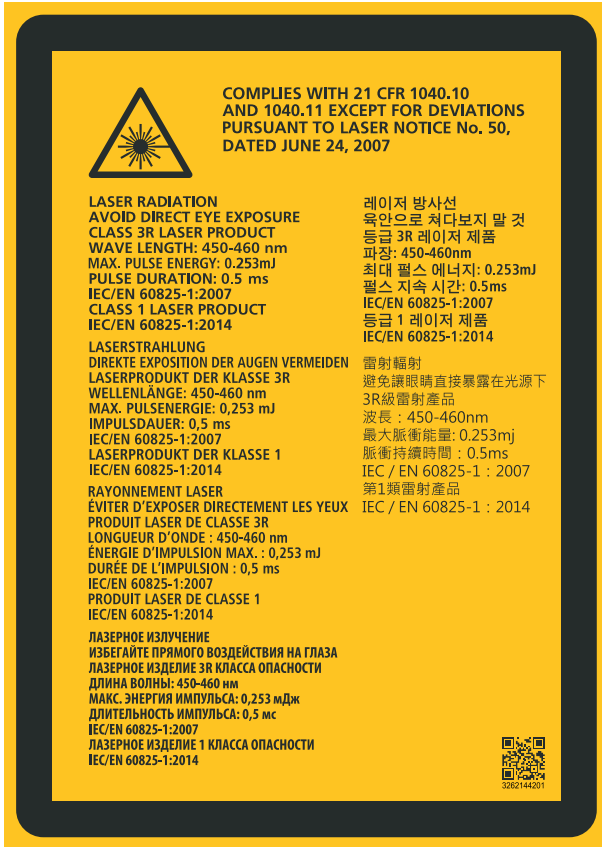 COMPLIES WITH 21 CFR 1040.10
AND 1040.11 EXCEPT FOR DEVIATIONS
PURSUANT TO LASER NOTICE No. 50,
DATED JUNE 24, 2007
LASER RADIATION
AVOID DIRECT EYE EXPOSURE
CLASS 3R LASER PRODUCT
WAVE LENGTH: 450-460 nm
MAX. PULSE ENERGY: 0.253mJ
PULSE DURATION: 0.5 ms
IEC/EN 60825-1:2007
CLASS 1 LASER PRODUCT
IEC/EN 60825-1:2014
LASERSTRAHLUNG
DIREKTE EXPOSITION DER AUGEN VERMEIDEN
LASERPRODUKT DER KLASSE 3R
WELLENLÄNGE: 450-460 nm
MAX. PULSENERGIE: 0,253 mJ
IMPULSDAUER: 0,5 ms
IEC/EN 60825-1:2007
LASERPRODUKT DER KLASSE 1
IEC/EN 60825-1:2014
RAYONNEMENT LASER
ÉVITER D'EXPOSER DIRECTEMENT LES YEUX
PRODUIT LASER DE CLASSE 3R
LONGUEUR D'ONDE : 450-460 nm
ÉNERGIE D'IMPULSION MAX. : 0,253 mJ
DURÉE DE L'IMPULSION : 0,5 ms
IEC/EN 60825-1:2007
PRODUIT LASER DE CLASSE 1
IEC/EN 60825-1:2014
ЛАЗЕРНОЕ ИЗЛУЧЕНИЕ
ИЗБЕГАЙТЕ ПРЯМОГО ВОЗДЕЙСТВИЯ НА ГЛАЗА
ЛАЗЕРНОЕ ИЗДЕЛИЕ 3R КЛАССА ОПАСНОСТИ
ДЛИНА ВОЛНЫ: 450-460 нм
МАКС. ЭНЕРГИЯ ИМПУЛЬСА: 0,253 мДж
ДЛИТЕЛЬНОСТЬ ИМПУЛЬСА: 0,5 мс
IEC/EN 60825-1:2007
ЛАЗЕРНОЕ ИЗДЕЛИЕ 1 КЛАССА ОПАСНОСТИ
IEC/EN 60825-1:2014
레이저 방사선
육안으로 쳐다보지 말 것
등급 3R 레이저 제품
파장: 450-460nm
최대 펄스 에너지: 0.253mJ
펄스 지속 시간: 0.5ms
IEC/EN 60825-1:2007
등급 1 레이저 제품
IEC/EN 60825-1:2014
雷射輻射
避免讓眼睛直接暴露在光源下
3R級雷射產品
波長：450-460nm
最大脈衝能量: 0.253mj
脈衝持續時間：0.5ms
IEC / EN 60825-1：2007
第1類雷射產品
IEC / EN 60825-1：2014
3262144201